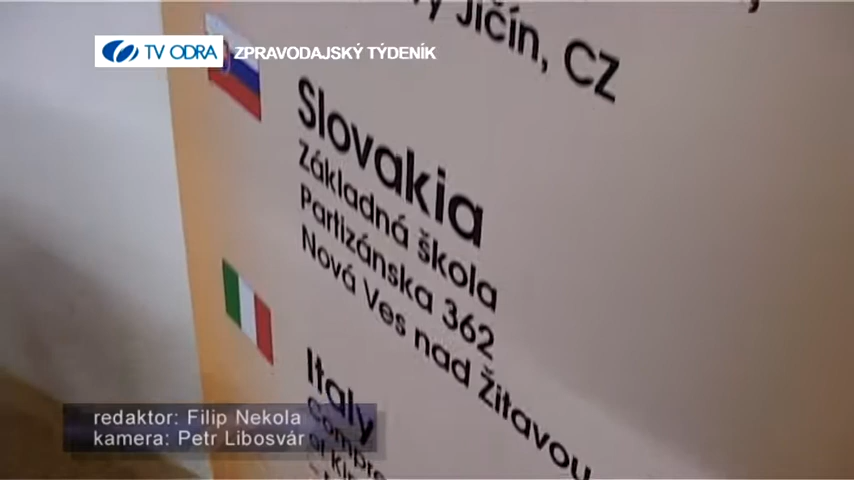 Jičín, CZ
TV ODRA ZPRAVODAJSKÝ TÝDENÍK
Slovakia
Základná škola
Partizánska 362
Nová Ves nad Žitavou
Italy
redaktor: Filip Nekola
kamera: Petr Libosvár